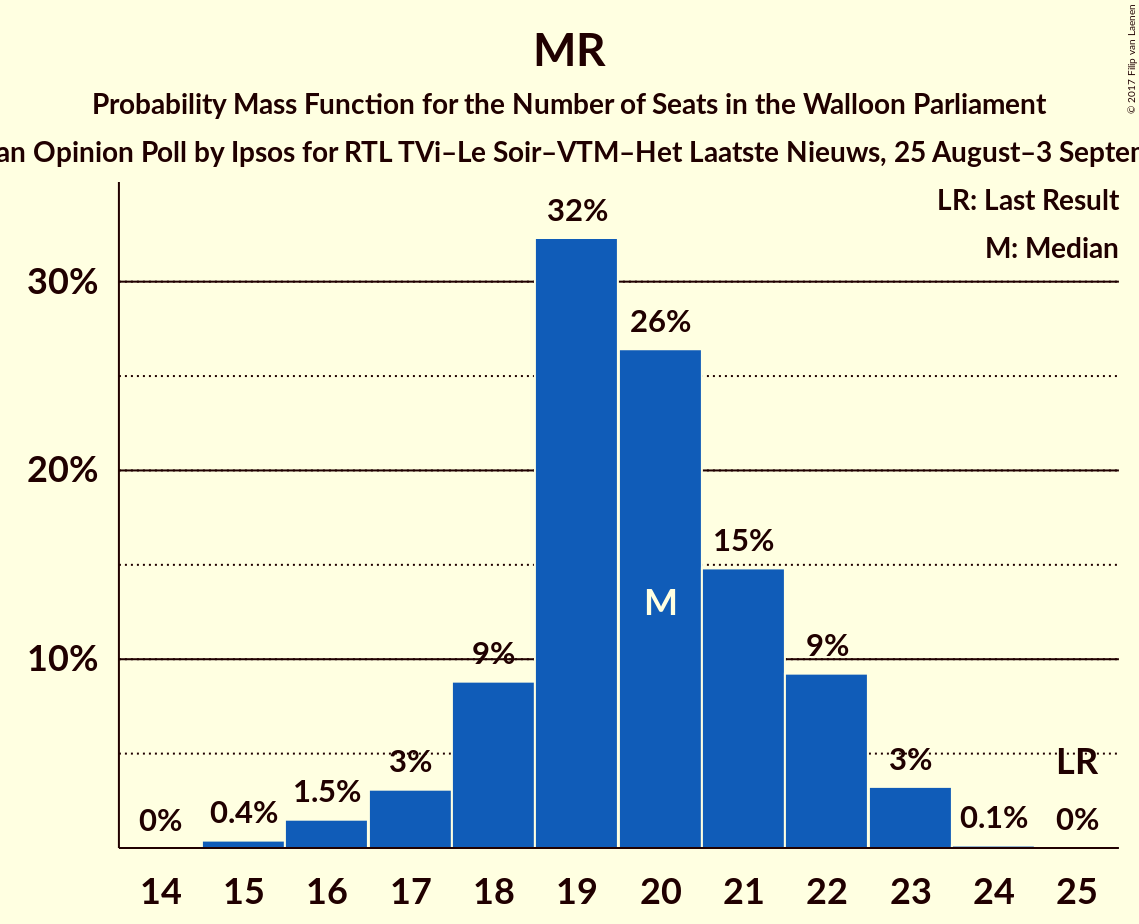 MR
Probability Mass Function for the Number of Seats in the Walloon Parliament
an Opinion Poll by Ipsos for RTL TVi–Le Soir–VTM–Het Laatste Nieuws, 25 August–3
© 2017 Filip van Laenen
LR: Last Result
M: Median
30%
20%
10%
0%
0.4%
1.5%
3%
9%
32%
26%
15%
9%
3%
0.1%
0%
M
LR
14 15 16 17 18 19 20 21 22 23 24 25